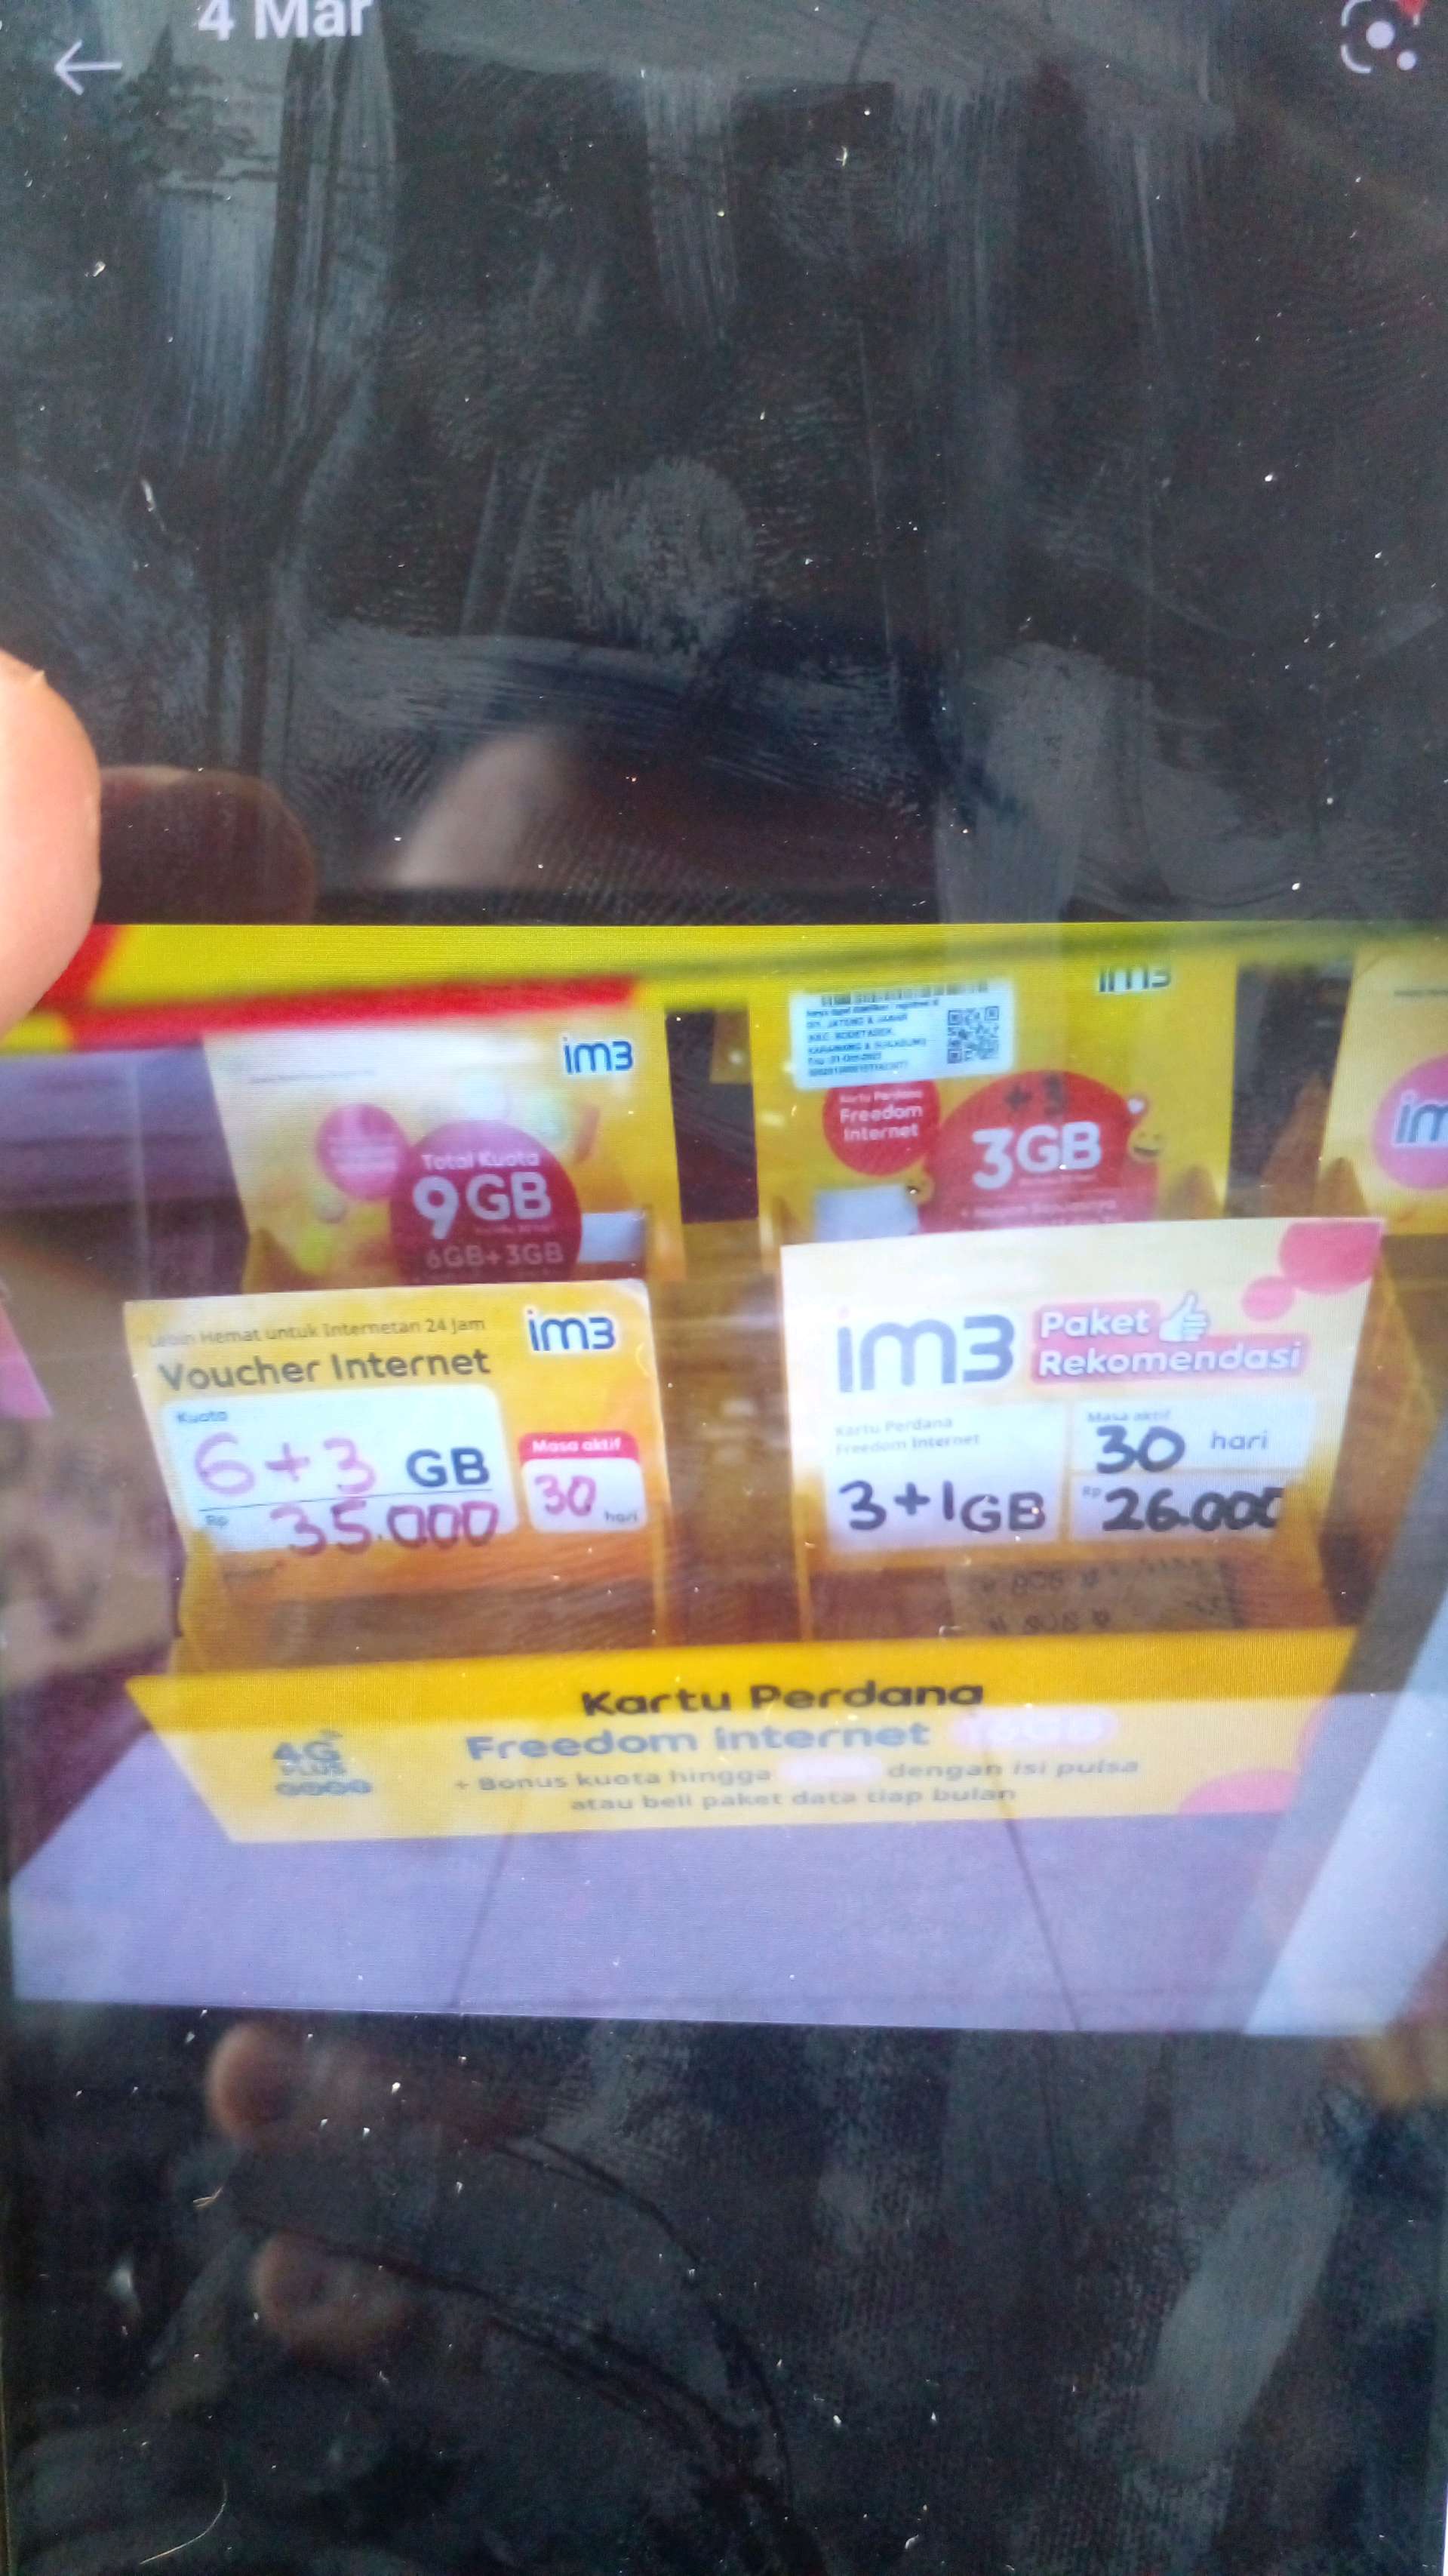 4 Mar
im3
im3
Total Kuota
9GB
6GB+3GB
Kartu Perdana
Freedom
Internet
+3
3GB
im
Lebih Hemat untuk Internetan 24 Jam
Voucher Internet
im3
Kuota
6+3 GB
Rp 35.000
Masa aktif
30 hari
im3
Paket
Rekomendasi
Kartu Perdana
Freedom Internet
3+1GB
Masa aktif
30 hari
Rp 26.000
Kartu Perdana
Freedom Internet
4G
PLUS
+ Bonus kuota hingga dengan isi pulsa
atau beli paket data tiap bulan